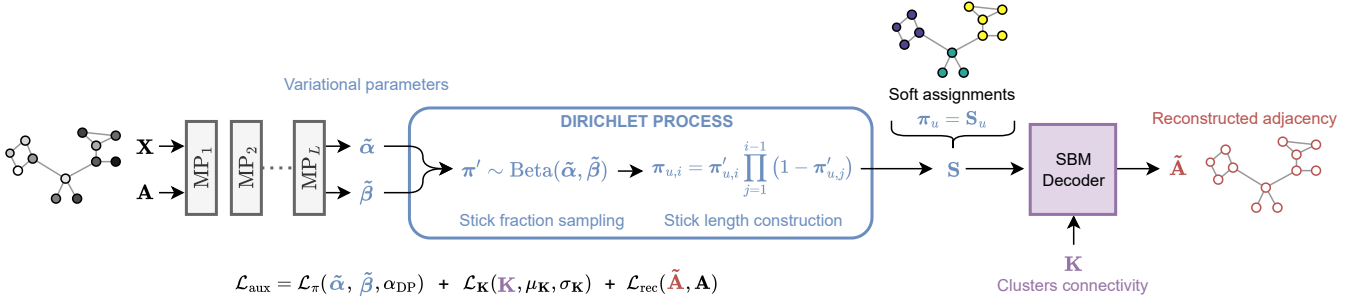 Variational parameters
X
A
MP₁
MP₂
....
MP_L
α̃
β̃
DIRICHLET PROCESS
π′ ∼ Beta(α̃, β̃)
π_{u,i} = π′_{u,i} ∏_{j=1}^{i−1} (1 − π′_{u,j})
Stick fraction sampling
Stick length construction
Soft assignments
π_u = S_u
S
SBM
Decoder
K
Clusters connectivity
Reconstructed adjacency
Ã
ℒ_aux = ℒ_π(α̃, β̃, α_DP) + ℒ_K(K, μ_K, σ_K) + ℒ_rec(Ã, A)